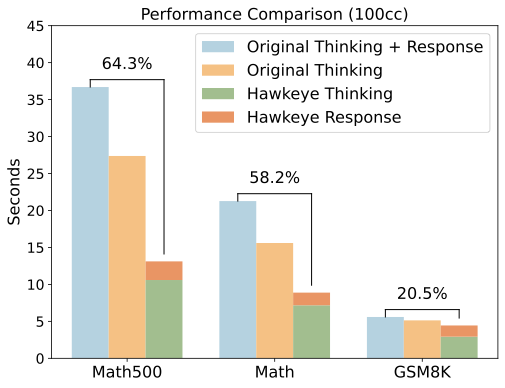 Performance Comparison (100cc)
Seconds
45
40
35
30
25
20
15
10
5
0
Original Thinking + Response
Original Thinking
Hawkeye Thinking
Hawkeye Response
64.3%
58.2%
20.5%
Math500 Math GSM8K